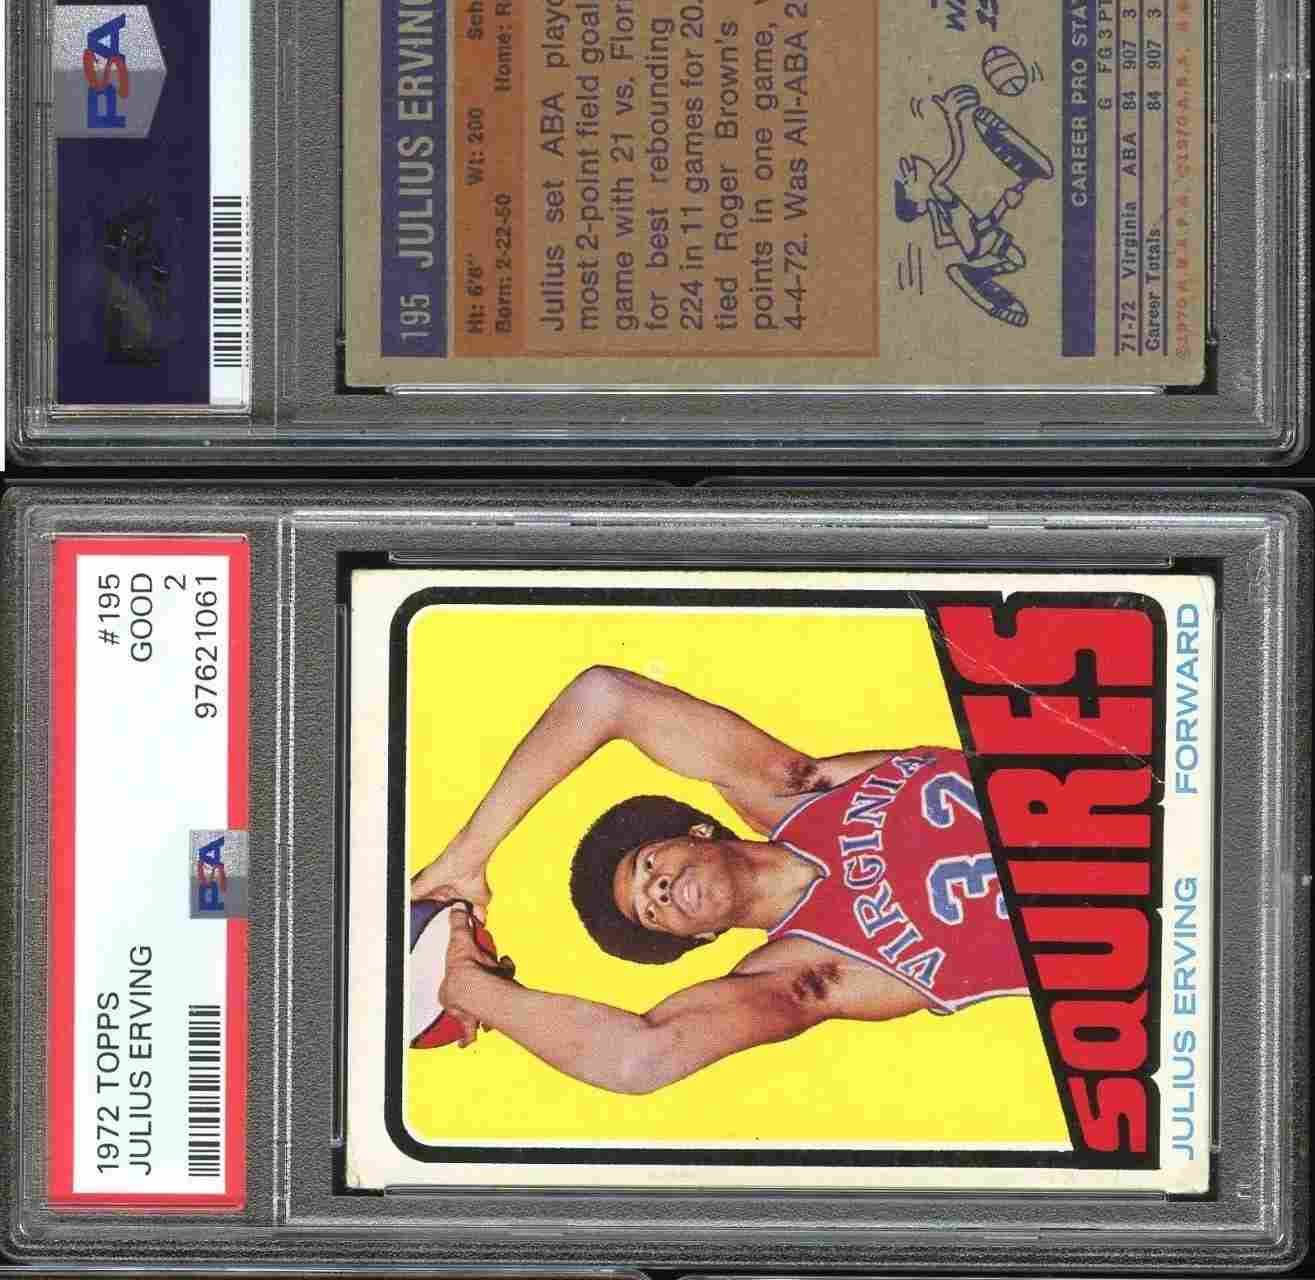 PSA
195 JULIUS ERVING
Ht: 6'6" Wt: 200
Born: 2-22-50 Home:
Julius set ABA
most 2-point field goal
game with 21 vs.
for best rebounding
224 in 11 games for 20.
tied Roger Brown's
points in one game,
4-4-72. Was All-ABA 2
CAREER PRO
G FG 3PT
71-72 Virginia ABA 84 907 3
Career Totals 84 907 3
1972 TOPPS #195
JULIUS ERVING GOOD
PSA 2
97621061
VIRGINIA
32
SQUIRES
JULIUS ERVING FORWARD